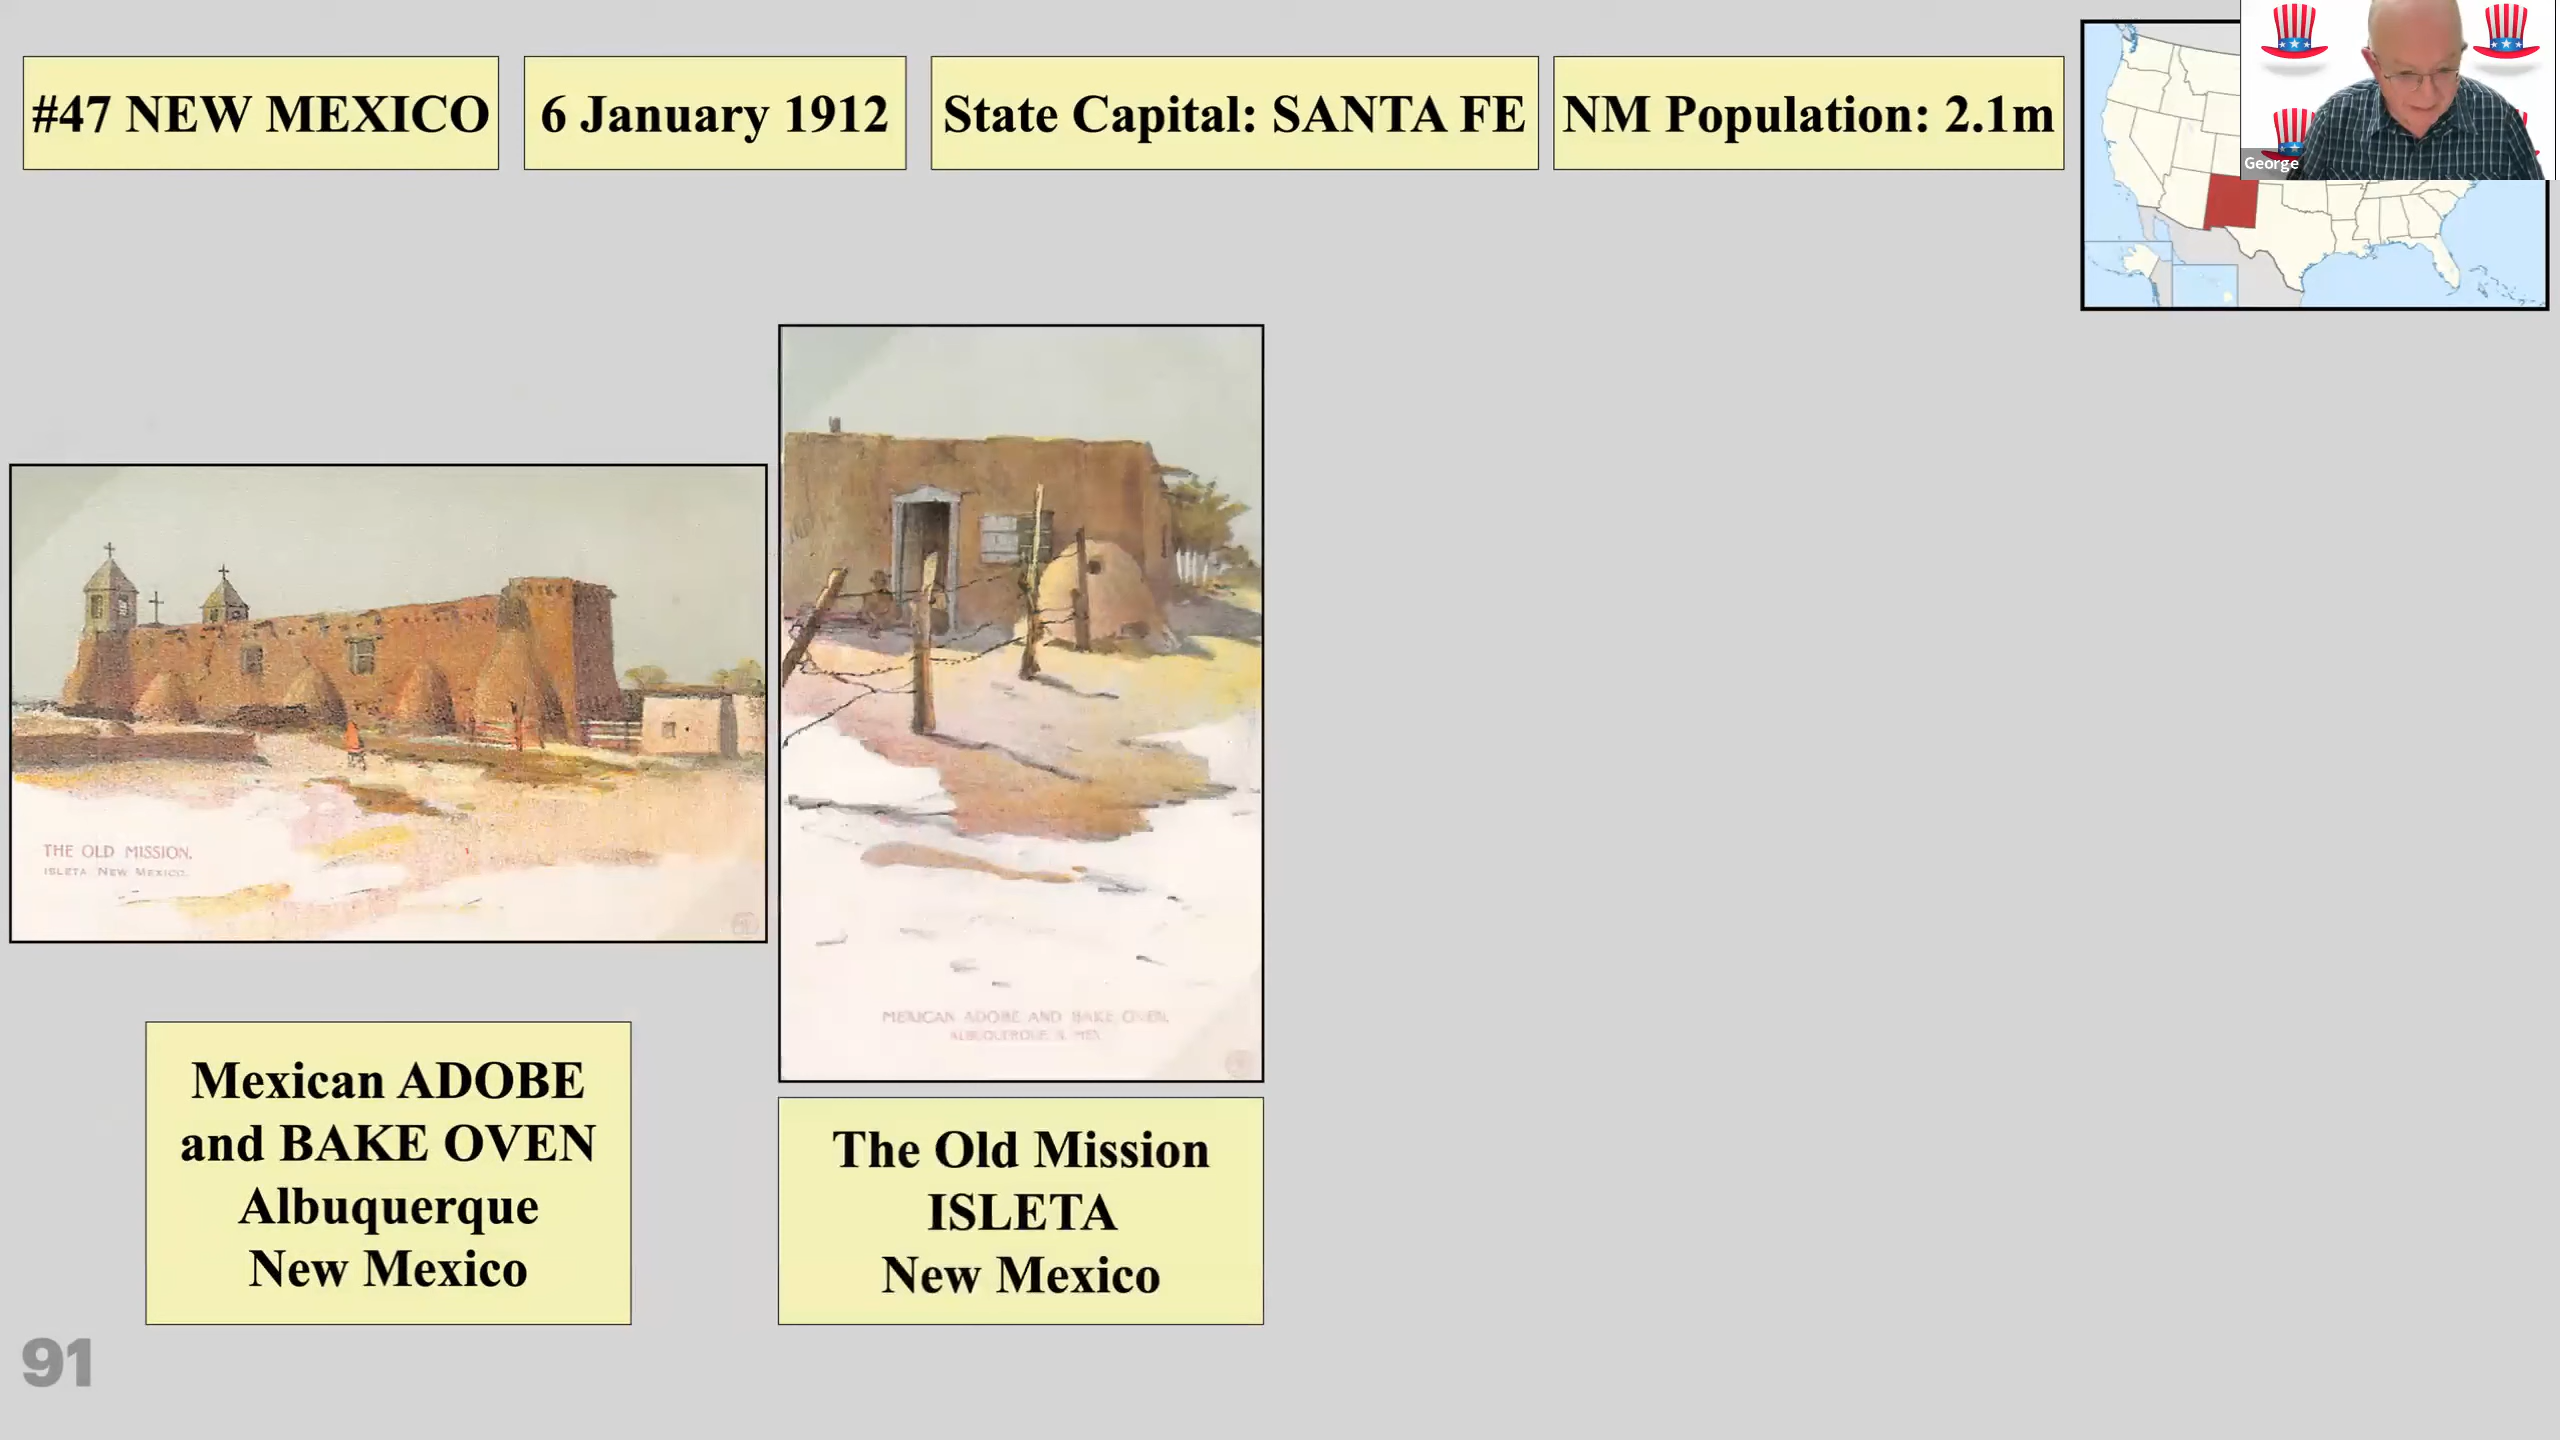 #47 NEW MEXICO
6 January 1912
State Capital: SANTA FE
NM Population: 2.1m
George
THE OLD MISSION.
ISLETA NEW MEXICO.
MEXICAN ADOBE AND BAKE OVEN.
ALBUQUERQUE, N. MEX.
Mexican ADOBE
and BAKE OVEN
Albuquerque
New Mexico
The Old Mission
ISLETA
New Mexico
91